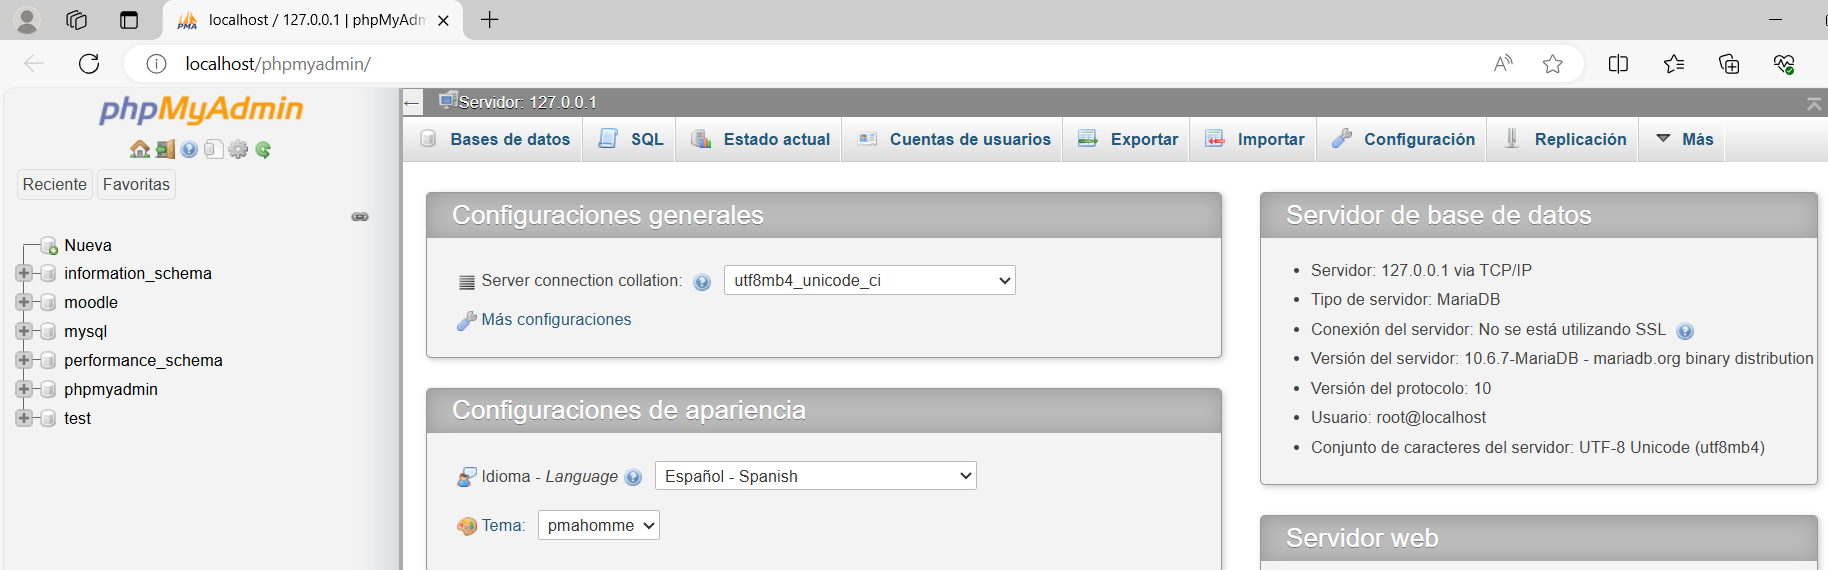 localhost / 127.0.0.1 | phpMyAdm
localhost/phpmyadmin/
phpMyAdmin
Reciente Favoritas
Nueva
information_schema
moodle
mysql
performance_schema
phpmyadmin
test
Servidor: 127.0.0.1
Bases de datos SQL Estado actual Cuentas de usuarios Exportar Importar Configuración Replicación Más
Configuraciones generales
Server connection collation: utf8mb4_unicode_ci
Más configuraciones
Configuraciones de apariencia
Idioma - Language Español - Spanish
Tema: pmahomme
Servidor de base de datos
Servidor: 127.0.0.1 via TCP/IP
Tipo de servidor: MariaDB
Conexión del servidor: No se está utilizando SSL
Versión del servidor: 10.6.7-MariaDB - mariadb.org binary distribution
Versión del protocolo: 10
Usuario: root@localhost
Conjunto de caracteres del servidor: UTF-8 Unicode (utf8mb4)
Servidor web